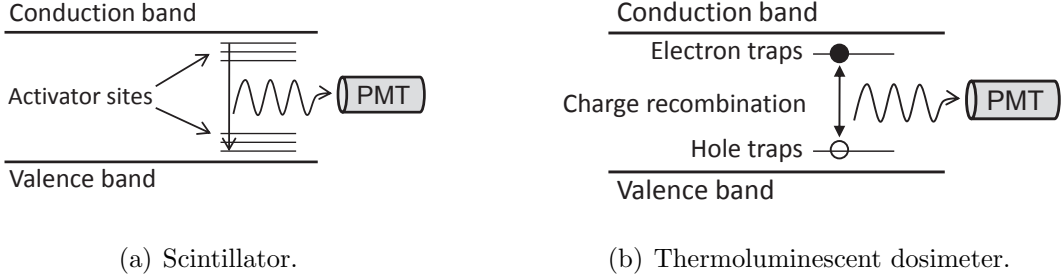 Conduction band
Activator sites
PMT
Valence band
(a) Scintillator.
Conduction band
Electron traps
Charge recombination
PMT
Hole traps
Valence band
(b) Thermoluminescent dosimeter.